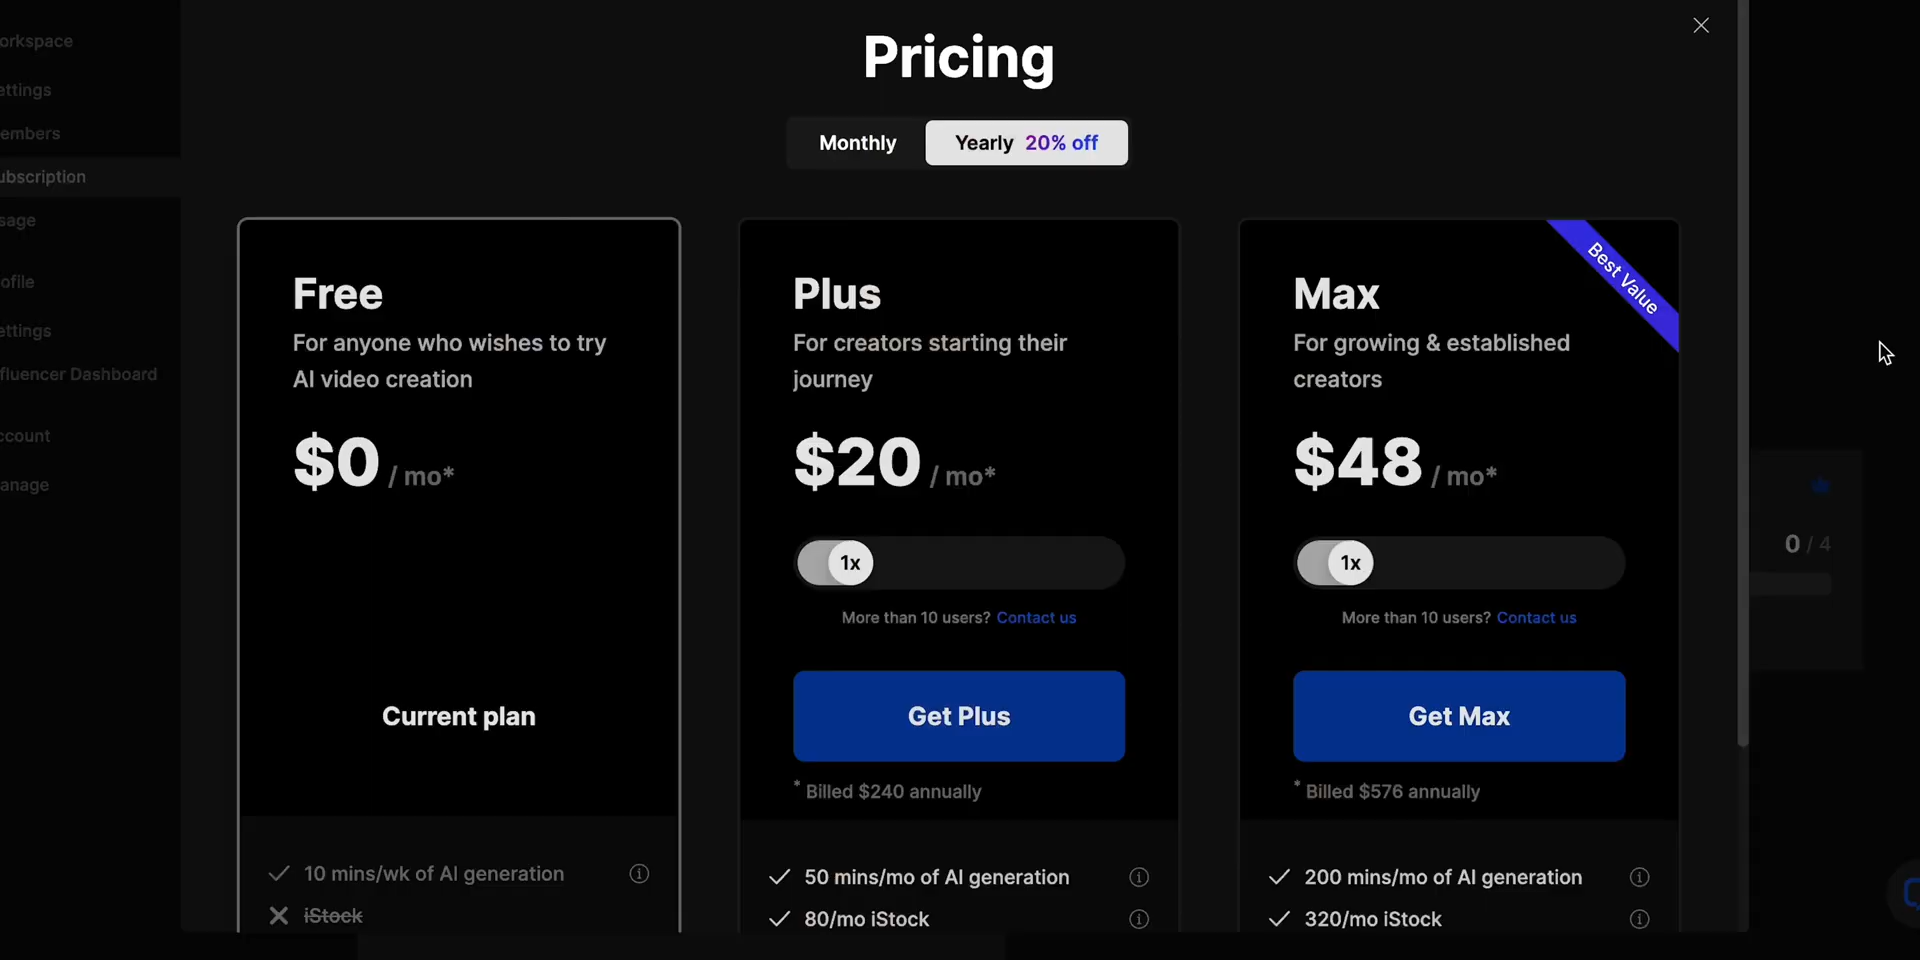 Pricing
Monthly
Yearly 20% off
orkspace
ettings
embers
ubscription
sage
ofile
ettings
fluencer Dashboard
ccount
anage
Free
For anyone who wishes to try
AI video creation
$0 / mo*
Current plan
10 mins/wk of AI generation
iStock
Plus
For creators starting their
journey
$20 / mo*
1x
More than 10 users? Contact us
Get Plus
* Billed $240 annually
50 mins/mo of AI generation
80/mo iStock
Best Value
Max
For growing & established
creators
$48 / mo*
1x
More than 10 users? Contact us
Get Max
* Billed $576 annually
200 mins/mo of AI generation
320/mo iStock
0 / 4